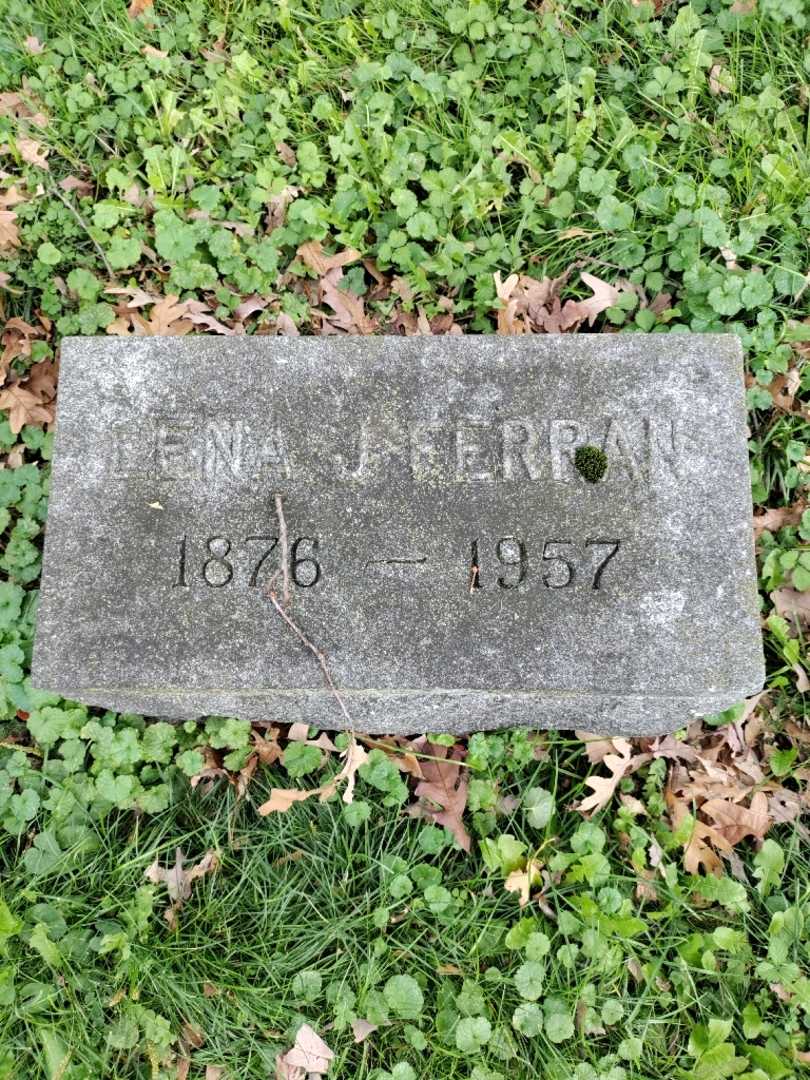 LENA J. FERRAN
1876 — 1957